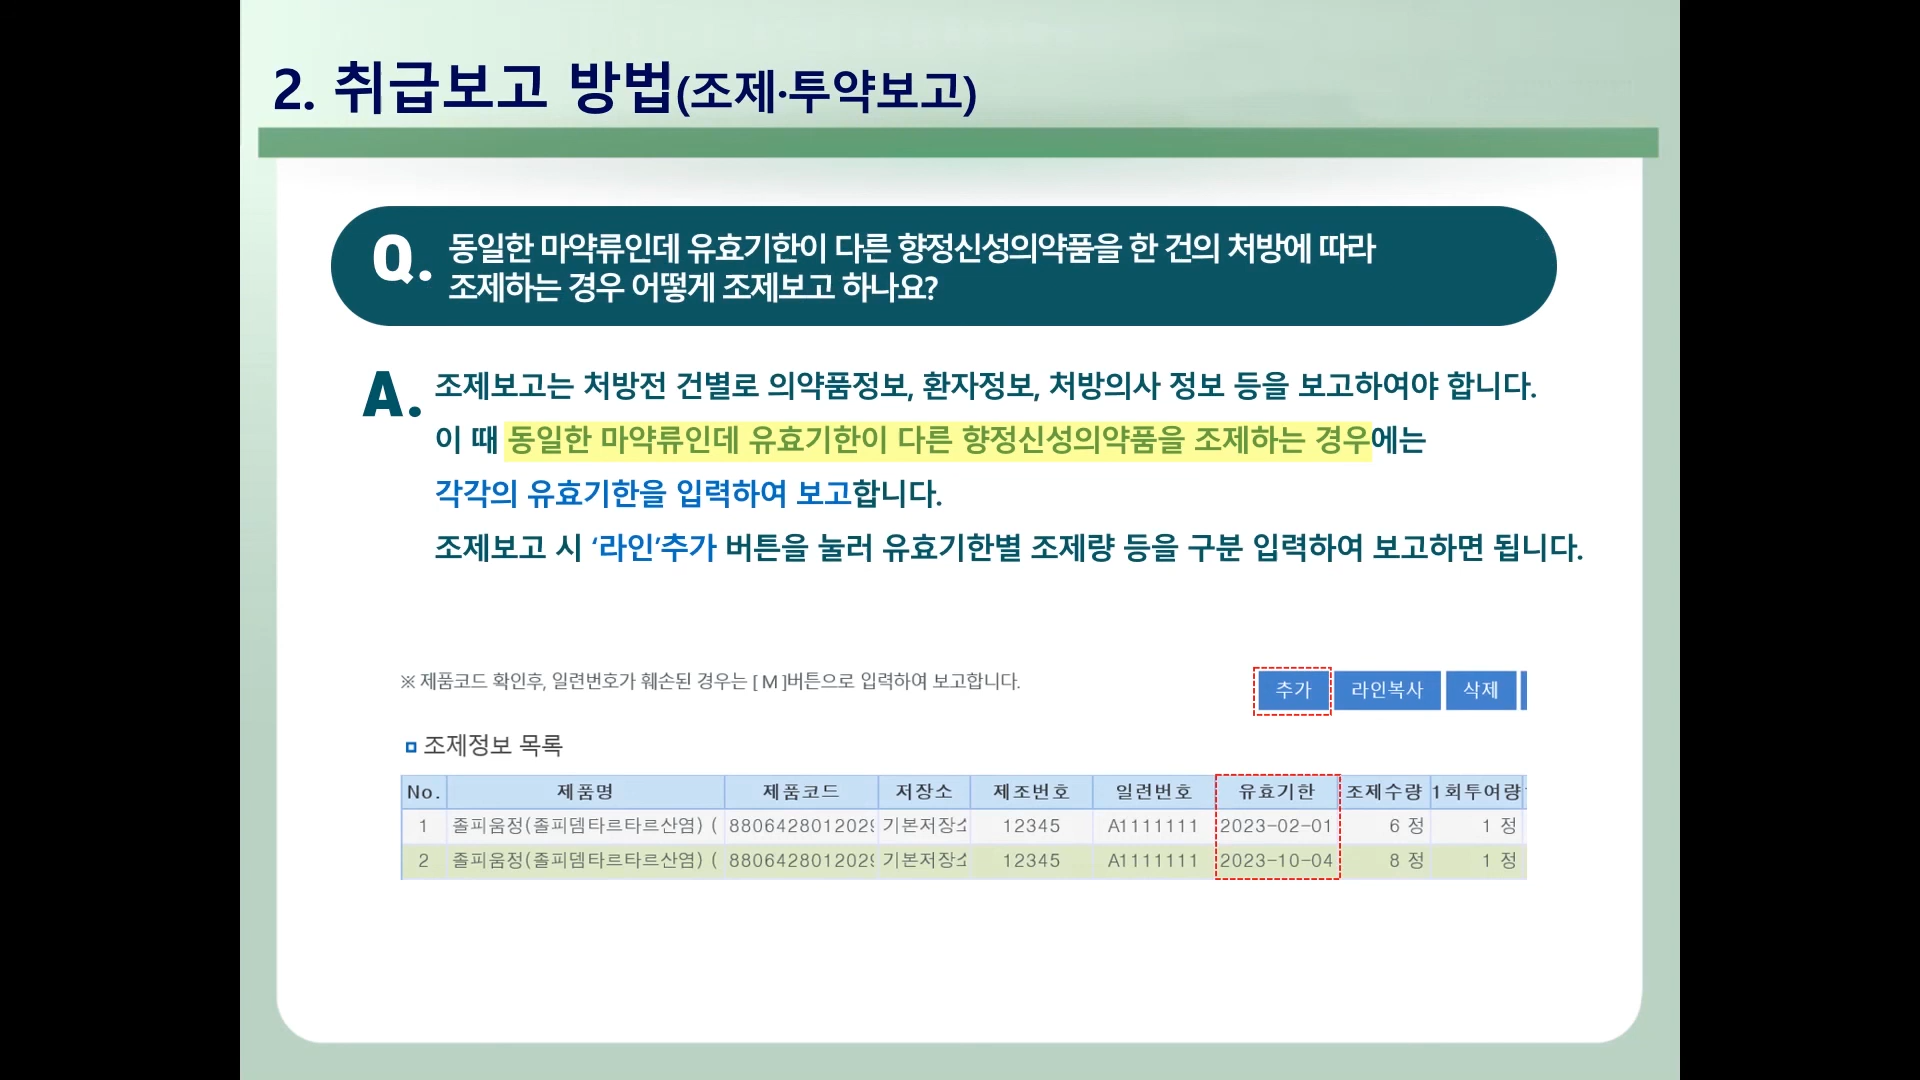 2. 취급보고 방법(조제·투약보고)
Q. 동일한 마약류인데 유효기한이 다른 향정신성의약품을 한 건의 처방에 따라
조제하는 경우 어떻게 조제보고 하나요?
A. 조제보고는 처방전 건별로 의약품정보, 환자정보, 처방의사 정보 등을 보고하여야 합니다.
이 때 동일한 마약류인데 유효기한이 다른 향정신성의약품을 조제하는 경우에는
각각의 유효기한을 입력하여 보고합니다.
조제보고 시 ‘라인’추가 버튼을 눌러 유효기한별 조제량 등을 구분 입력하여 보고하면 됩니다.
※ 제품코드 확인후, 일련번호가 훼손된 경우는 [ M ]버튼으로 입력하여 보고합니다.
추가 라인복사 삭제
조제정보 목록
No. 제품명 제품코드 저장소 제조번호 일련번호 유효기한 조제수량 1회투여량
1 졸피움정(졸피뎀타르타르산염) ( 8806428012029 기본저장소 12345 A1111111 2023-02-01 6 정 1 정
2 졸피움정(졸피뎀타르타르산염) ( 8806428012029 기본저장소 12345 A1111111 2023-10-04 8 정 1 정